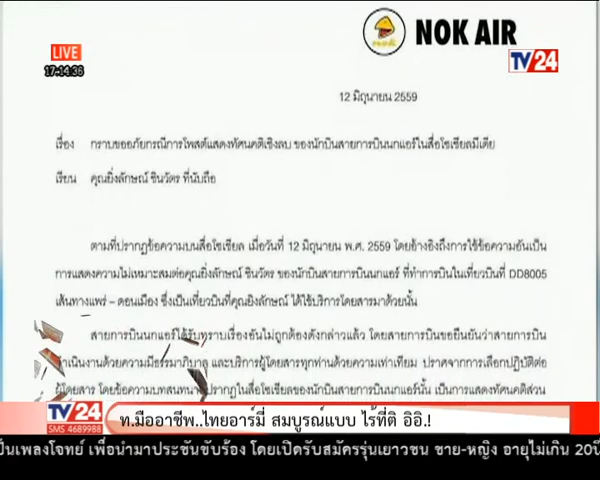 NOK AIR
LIVE
17:14:36
TV24
12 มิถุนายน 2559
เรื่อง กราบขออภัยกรณีการโพสต์แสดงทัศนคติเชิงลบ ของนักบินสายการบินนกแอร์ในสื่อโซเชียลมีเดีย
เรียน คุณยิ่งลักษณ์ ชินวัตร ที่นับถือ
ตามที่ปรากฏข้อความบนสื่อโซเชียล เมื่อวันที่ 12 มิถุนายน พ.ศ. 2559 โดยอ้างอิงถึงการใช้ข้อความอันเป็น
การแสดงความไม่เหมาะสมต่อคุณยิ่งลักษณ์ ชินวัตร ของนักบินสายการบินนกแอร์ ที่ทำการบินในเที่ยวบินที่ DD8005
เส้นทางแพร่ – ดอนเมือง ซึ่งเป็นเที่ยวบินที่คุณยิ่งลักษณ์ ได้ใช้บริการโดยสารมาด้วยนั้น
สายการบินนกแอร์ได้รับทราบเรื่องอันไม่ถูกต้องดังกล่าวแล้ว โดยสายการบินขอยืนยันว่าสายการบิน
ดำเนินงานด้วยความมีธรรมาภิบาล และบริการผู้โดยสารทุกท่านด้วยความเท่าเทียม ปราศจากการเลือกปฏิบัติต่อ
ผู้โดยสาร โดยข้อความบทสนทนา ปรากฏในสื่อโซเชียลของนักบินสายการบินนกแอร์นั้น เป็นการแสดงทัศนคติส่วน
TV24
SMS 4689988
ท.มืออาชีพ..ไทยอาร์มี่ สมบูรณ์แบบ ไร้ที่ติ อิอิ.!
ป็นเพลงโจทย์ เพื่อนำมาประชันขับร้อง โดยเปิดรับสมัครรุ่นเยาวชน ชาย-หญิง อายุไม่เกิน 20ปี